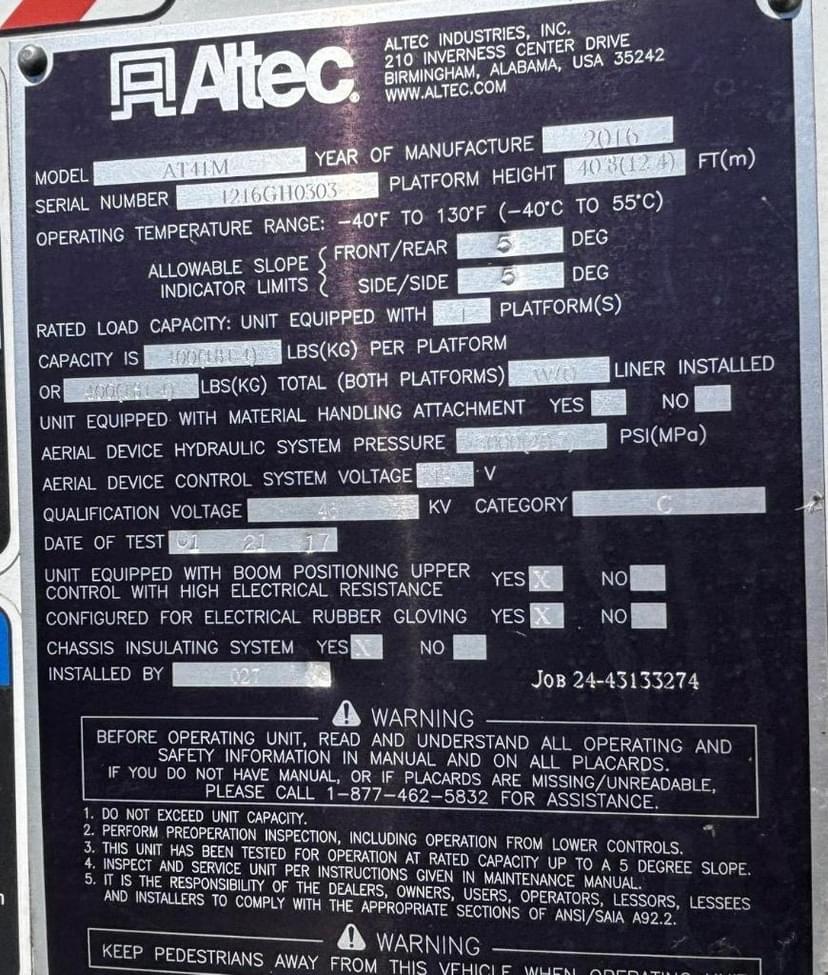 Altec®
ALTEC INDUSTRIES, INC.
210 INVERNESS CENTER DRIVE
BIRMINGHAM, ALABAMA, USA 35242
WWW.ALTEC.COM
MODEL AT41M YEAR OF MANUFACTURE 2016
SERIAL NUMBER 1216GH0303 PLATFORM HEIGHT 40.8(12.4) FT(m)
OPERATING TEMPERATURE RANGE: -40°F TO 130°F (-40°C TO 55°C)
ALLOWABLE SLOPE INDICATOR LIMITS { FRONT/REAR 5 DEG
SIDE/SIDE 5 DEG
RATED LOAD CAPACITY: UNIT EQUIPPED WITH 1 PLATFORM(S)
CAPACITY IS 400(181.4) LBS(KG) PER PLATFORM
OR 400(181.4) LBS(KG) TOTAL (BOTH PLATFORMS) LINER INSTALLED
UNIT EQUIPPED WITH MATERIAL HANDLING ATTACHMENT YES NO
AERIAL DEVICE HYDRAULIC SYSTEM PRESSURE PSI(MPa)
AERIAL DEVICE CONTROL SYSTEM VOLTAGE V
QUALIFICATION VOLTAGE 46 KV CATEGORY C
DATE OF TEST 01 21 17
UNIT EQUIPPED WITH BOOM POSITIONING UPPER
CONTROL WITH HIGH ELECTRICAL RESISTANCE YES X NO
CONFIGURED FOR ELECTRICAL RUBBER GLOVING YES X NO
CHASSIS INSULATING SYSTEM YES X NO
INSTALLED BY 027
JOB 24-43133274
WARNING
BEFORE OPERATING UNIT, READ AND UNDERSTAND ALL OPERATING AND
SAFETY INFORMATION IN MANUAL AND ON ALL PLACARDS.
IF YOU DO NOT HAVE MANUAL, OR IF PLACARDS ARE MISSING/UNREADABLE,
PLEASE CALL 1-877-462-5832 FOR ASSISTANCE.
1. DO NOT EXCEED UNIT CAPACITY.
2. PERFORM PREOPERATION INSPECTION, INCLUDING OPERATION FROM LOWER CONTROLS.
3. THIS UNIT HAS BEEN TESTED FOR OPERATION AT RATED CAPACITY UP TO A 5 DEGREE SLOPE.
4. INSPECT AND SERVICE UNIT PER INSTRUCTIONS GIVEN IN MAINTENANCE MANUAL.
5. IT IS THE RESPONSIBILITY OF THE DEALERS, OWNERS, USERS, OPERATORS, LESSORS, LESSEES
AND INSTALLERS TO COMPLY WITH THE APPROPRIATE SECTIONS OF ANSI/SAIA A92.2.
WARNING
KEEP PEDESTRIANS AWAY FROM THIS VEHICLE WHEN OPERATING